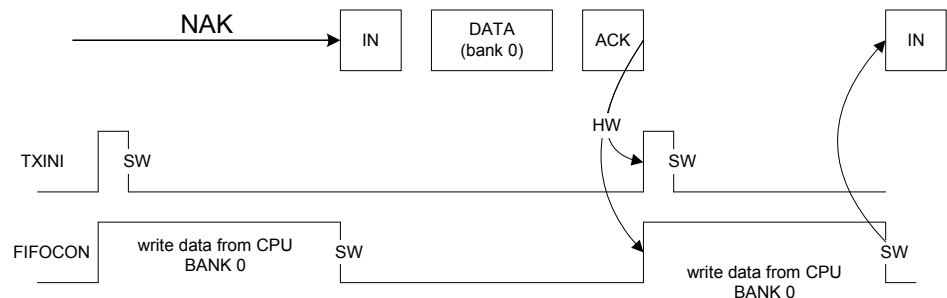 NAK
IN
DATA
(bank 0)
ACK
IN
HW
TXINI
SW
SW
FIFOCON
write data from CPU
BANK 0
SW
write data from CPU
BANK 0
SW